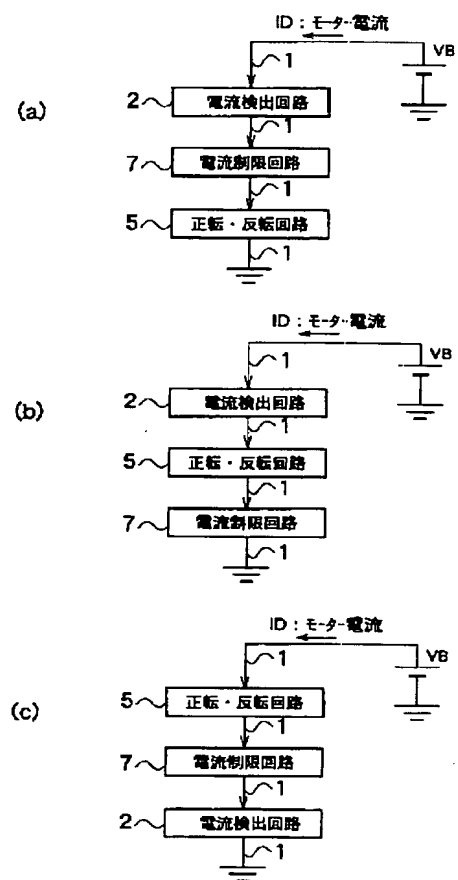 ID：モーター電流
VB
1
(a)
2 電流検出回路
1
7 電流制限回路
1
5 正転・反転回路
1
ID：モーター電流
VB
1
(b)
2 電流検出回路
1
5 正転・反転回路
1
7 電流制限回路
1
ID：モーター電流
VB
1
(c)
5 正転・反転回路
1
7 電流制限回路
1
2 電流検出回路
1